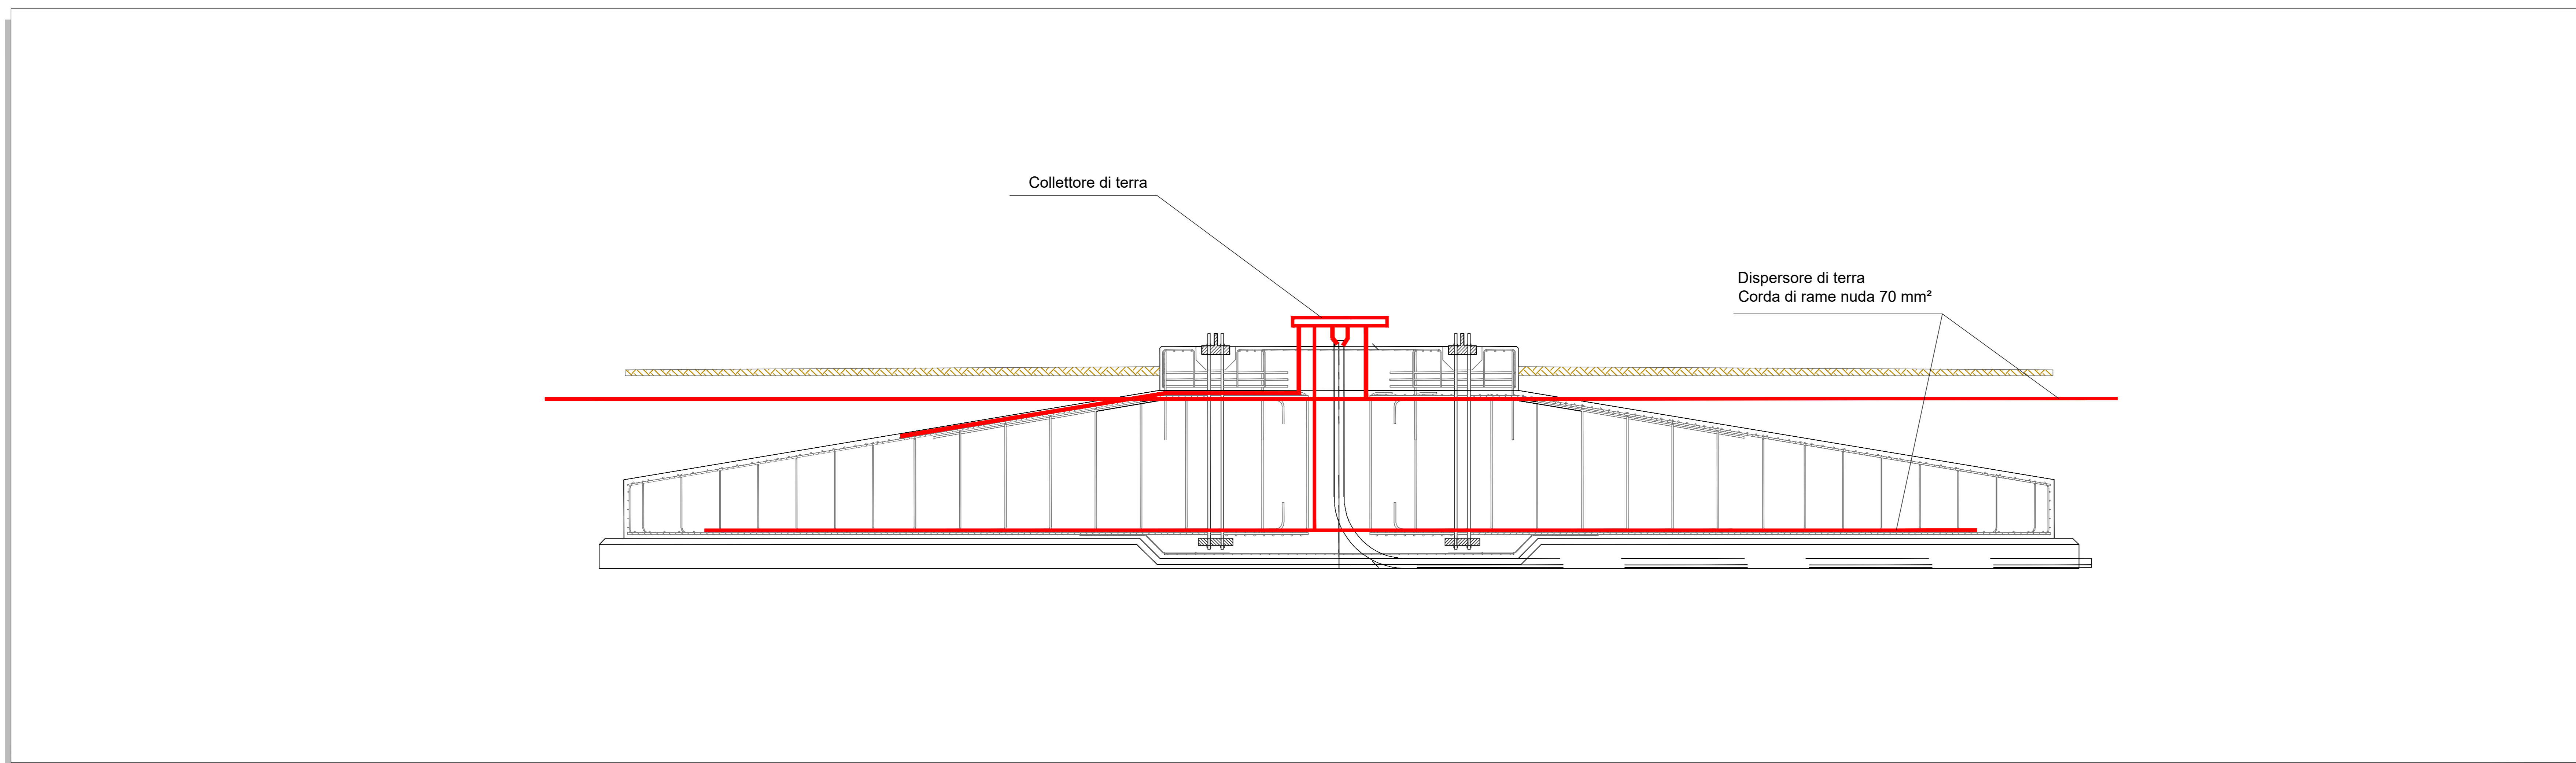 Collettore di terra
Dispersore di terra
Corda di rame nuda 70 mm²